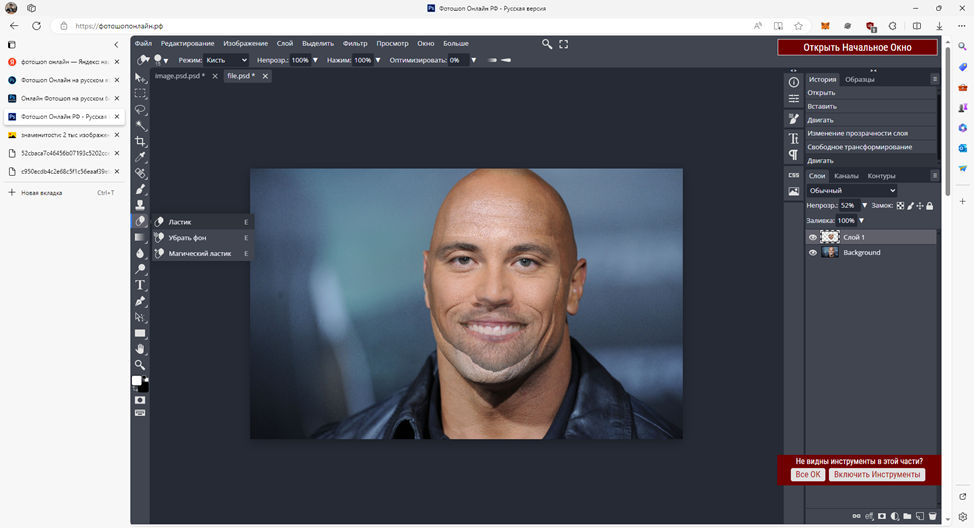 Фотошоп Онлайн РФ - Русская версия
https://фотошопонлайн.рф
фотошоп онлайн — Яндекс: на
Фотошоп Онлайн на русском
Онлайн Фотошоп на русском б
Фотошоп Онлайн РФ - Русская
знаменитости: 2 тыс изображе
52cbaca7c46456b07193c5202cc
c950ecdb4c2e68c5f1c56eaaf39
Новая вкладка
Ctrl+T
Файл Редактирование Изображение Слой Выделить Фильтр Просмотр Окно Больше
Открыть Начальное Окно
Режим: Кисть Непрозр.: 100% Нажим: 100% Оптимизировать: 0%
image.psd.psd * file.psd *
Ластик E
Убрать фон E
Магический ластик E
CSS
История Образцы
Открыть
Вставить
Двигать
Изменение прозрачности слоя
Свободное трансформирование
Двигать
Слои Каналы Контуры
Обычный
Непрозр.: 52% Замок:
Заливка: 100%
Слой 1
Background
Не видны инструменты в этой части?
Все ОК Включить Инструменты